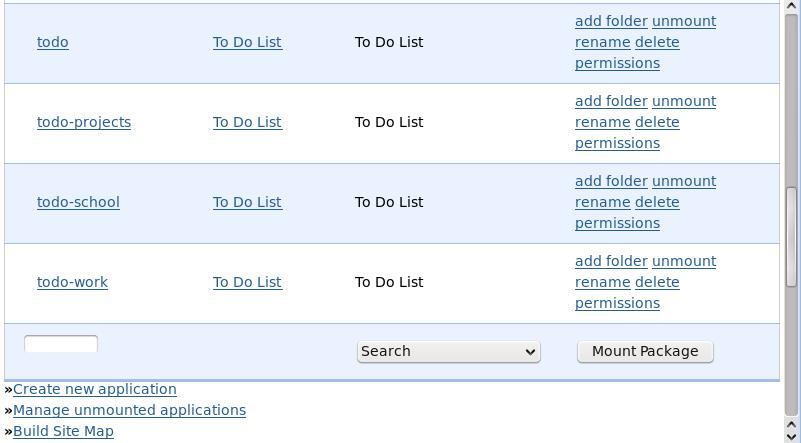 add folder unmount
todo To Do List To Do List rename delete
permissions
add folder unmount
todo-projects To Do List To Do List rename delete
permissions
add folder unmount
todo-school To Do List To Do List rename delete
permissions
add folder unmount
todo-work To Do List To Do List rename delete
permissions
Search Mount Package
»Create new application
»Manage unmounted applications
»Build Site Map